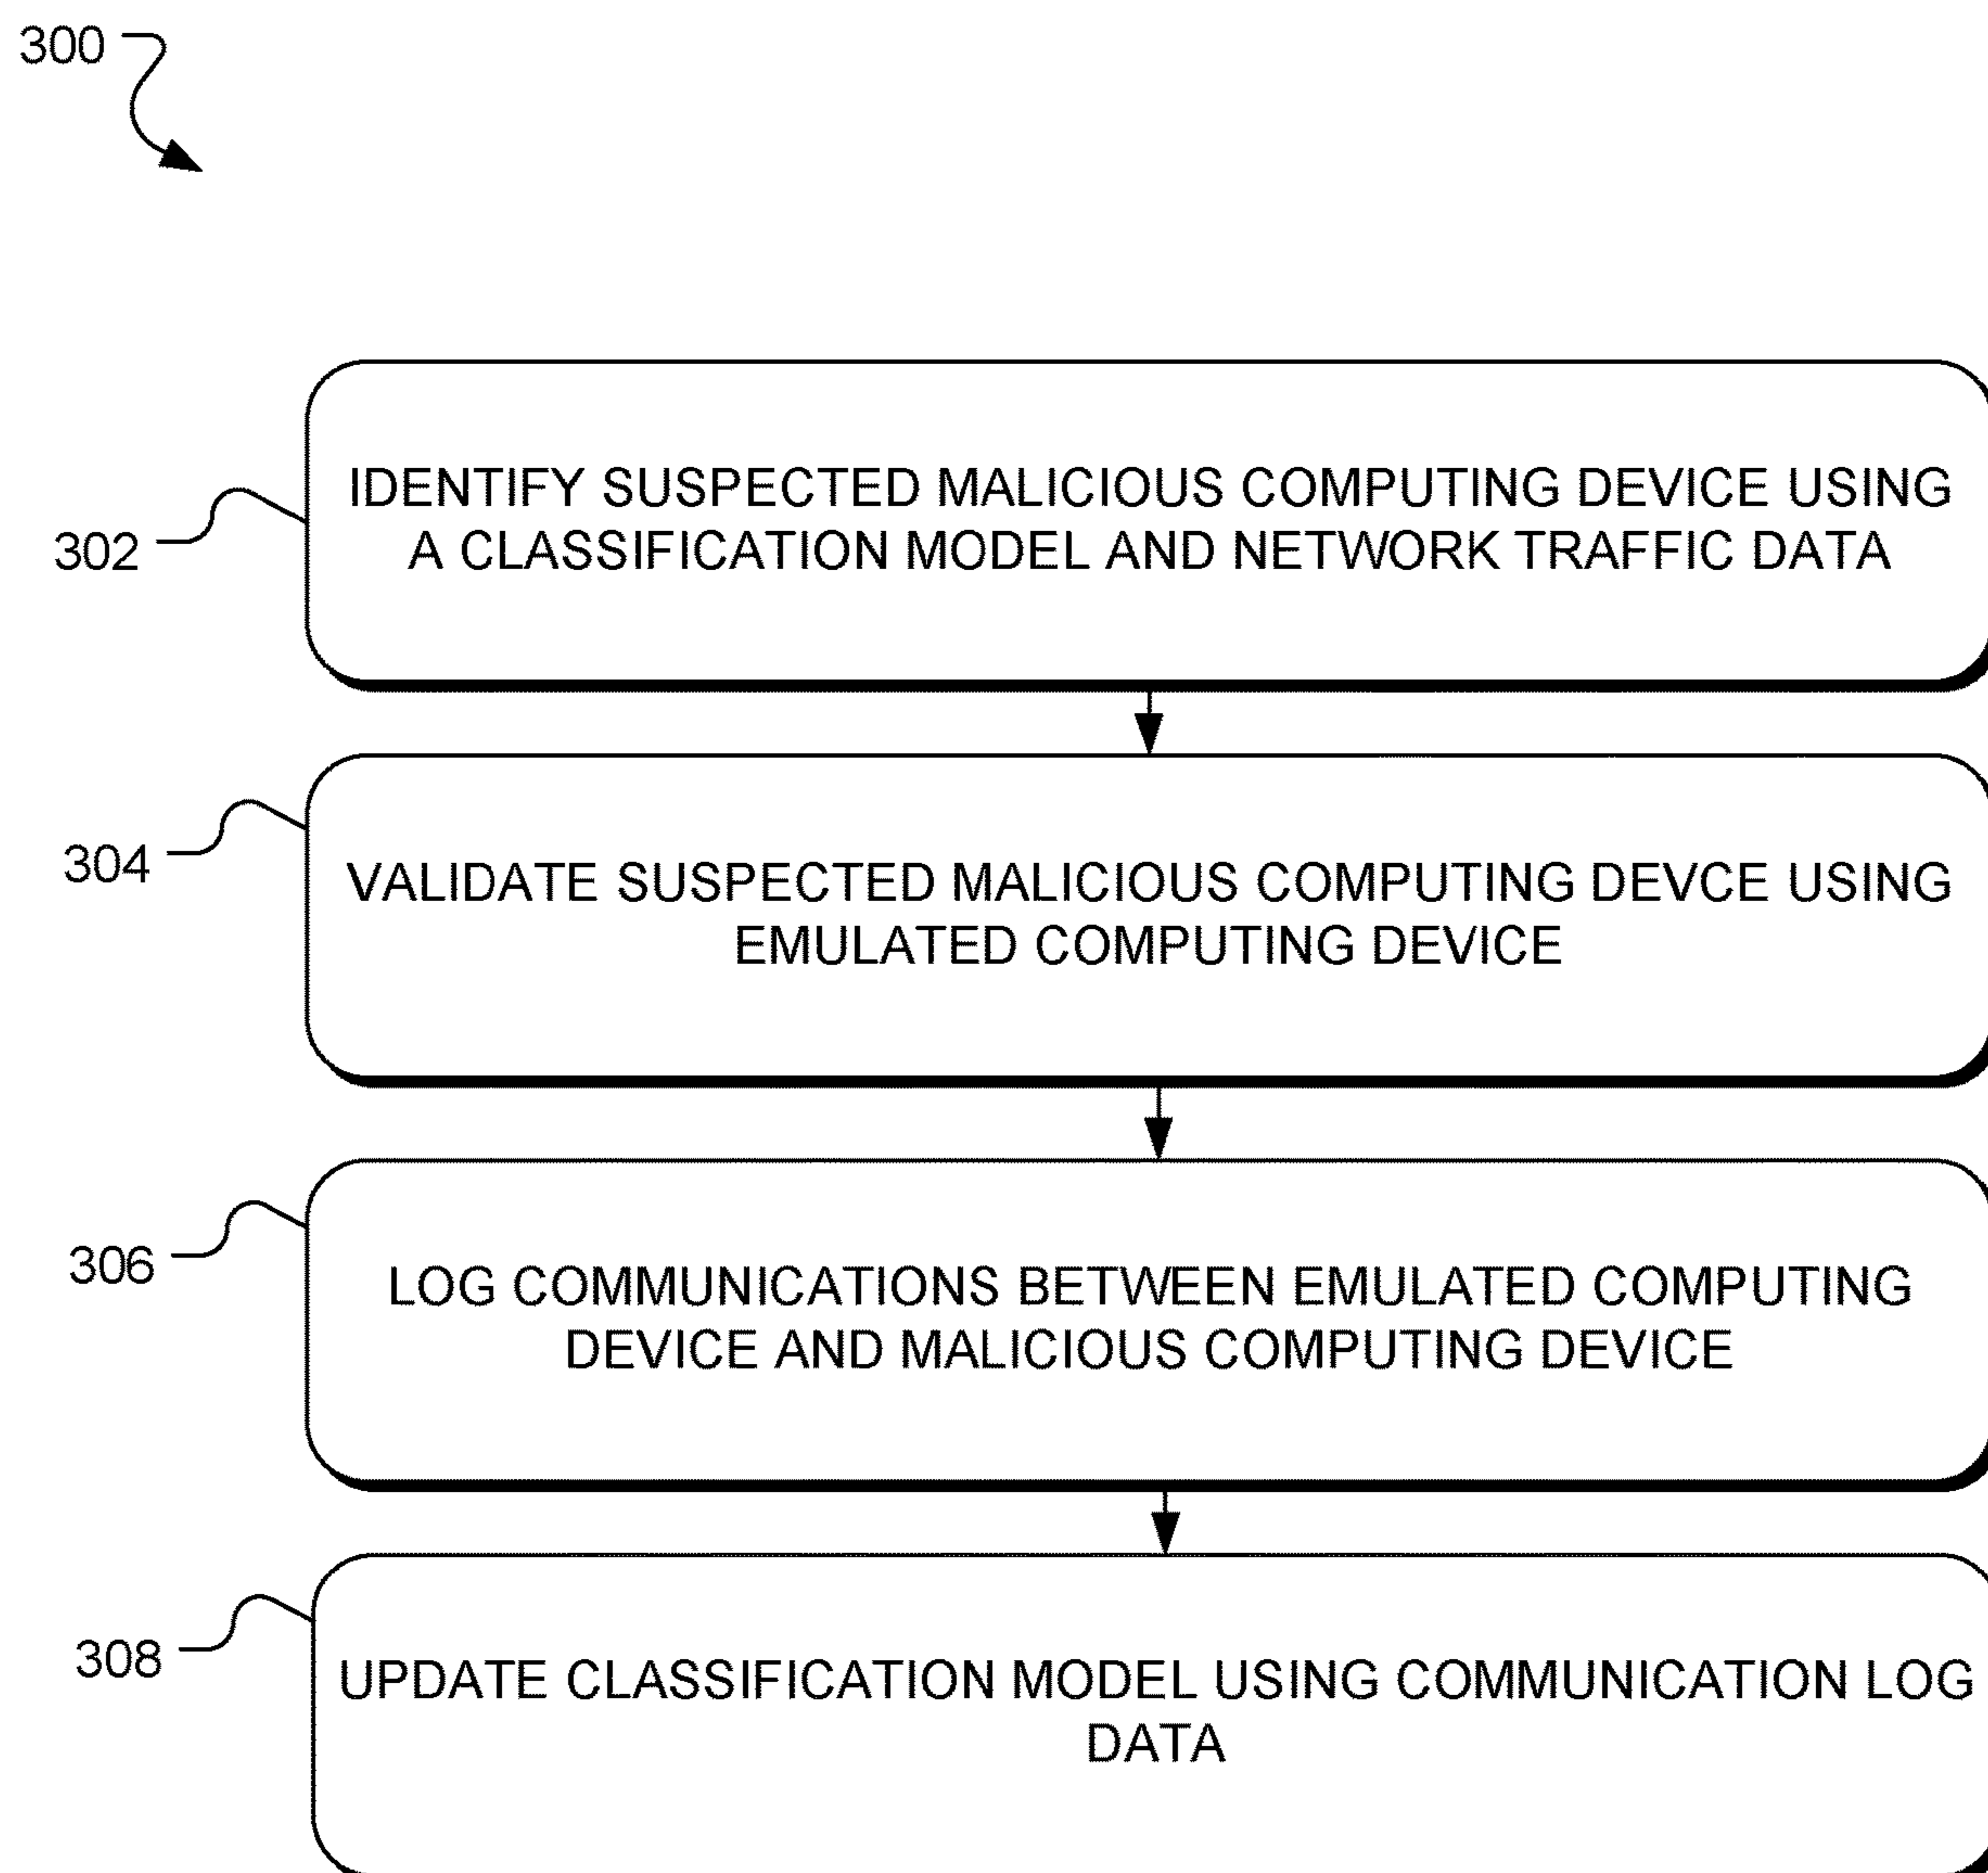 300
302
IDENTIFY SUSPECTED MALICIOUS COMPUTING DEVICE USING
A CLASSIFICATION MODEL AND NETWORK TRAFFIC DATA
304
VALIDATE SUSPECTED MALICIOUS COMPUTING DEVCE USING
EMULATED COMPUTING DEVICE
306
LOG COMMUNICATIONS BETWEEN EMULATED COMPUTING
DEVICE AND MALICIOUS COMPUTING DEVICE
308
UPDATE CLASSIFICATION MODEL USING COMMUNICATION LOG
DATA